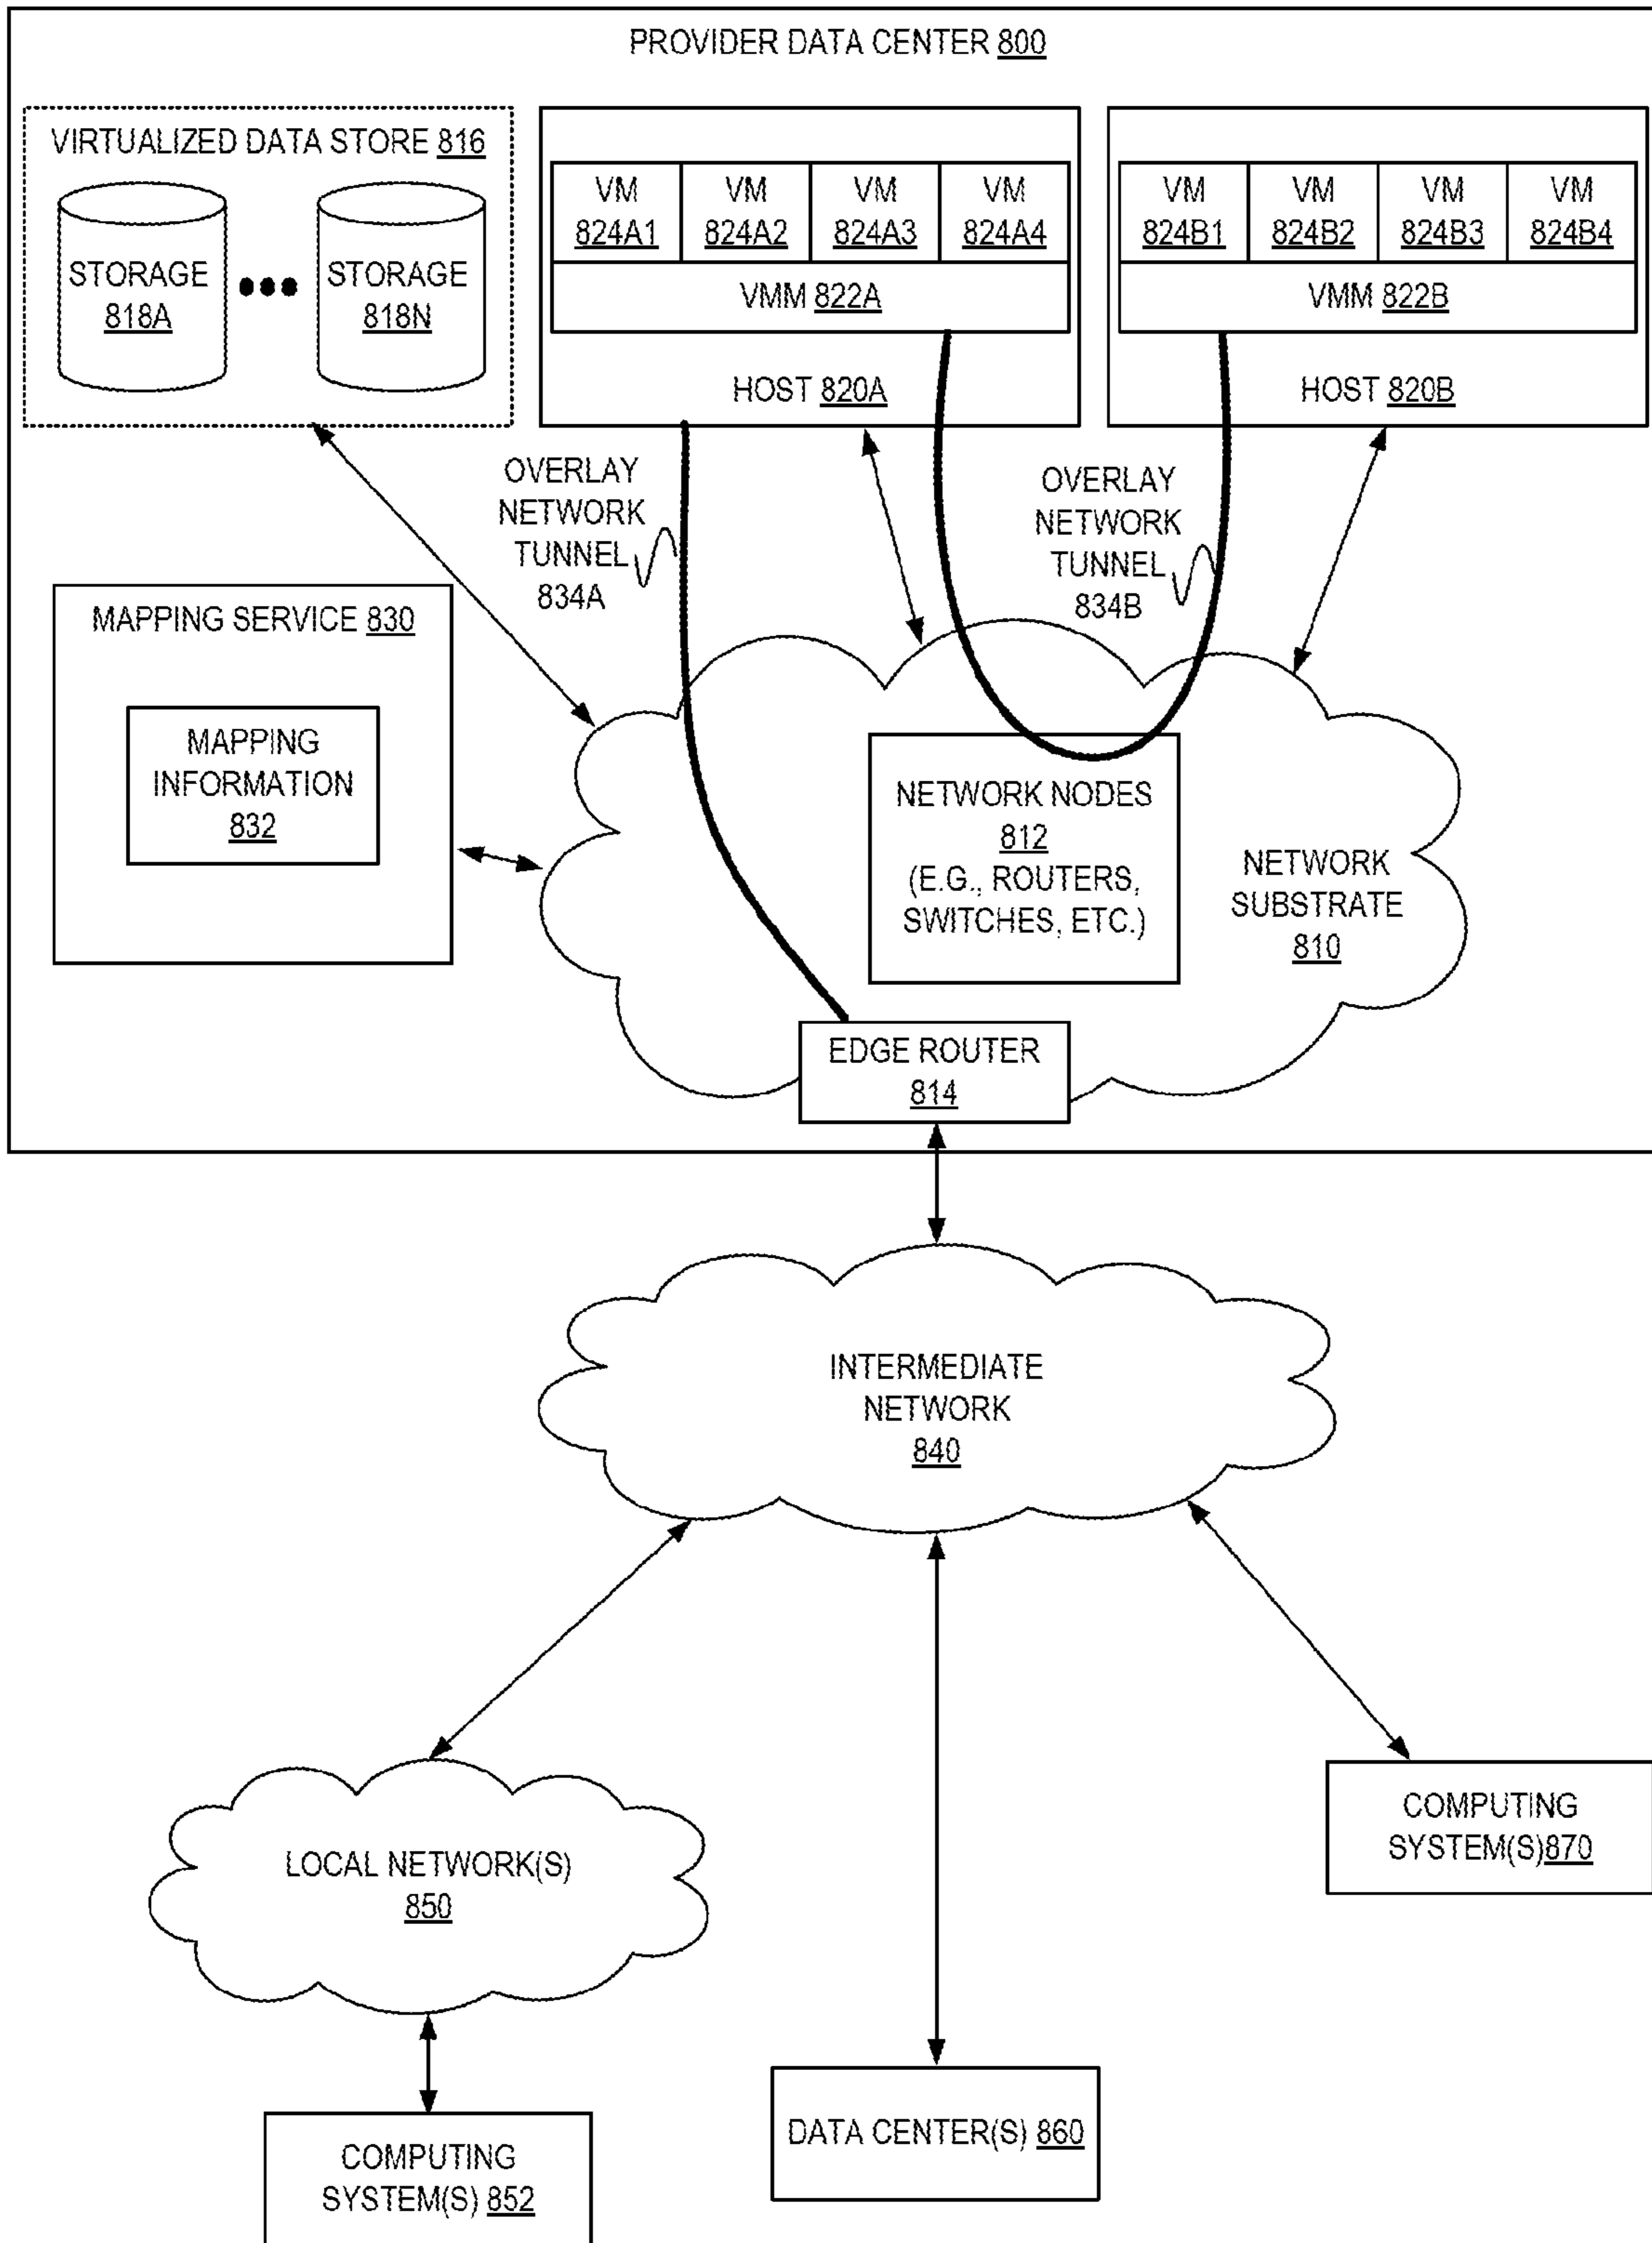 PROVIDER DATA CENTER 800
VIRTUALIZED DATA STORE 816
STORAGE
818A
STORAGE
818N
VM
824A1
VM
824A2
VM
824A3
VM
824A4
VMM 822A
HOST 820A
VM
824B1
VM
824B2
VM
824B3
VM
824B4
VMM 822B
HOST 820B
OVERLAY
NETWORK
TUNNEL
834A
OVERLAY
NETWORK
TUNNEL
834B
MAPPING SERVICE 830
MAPPING
INFORMATION
832
NETWORK NODES
812
(E.G., ROUTERS,
SWITCHES, ETC.)
NETWORK
SUBSTRATE
810
EDGE ROUTER
814
INTERMEDIATE
NETWORK
840
LOCAL NETWORK(S)
850
COMPUTING
SYSTEM(S)870
DATA CENTER(S) 860
COMPUTING
SYSTEM(S) 852